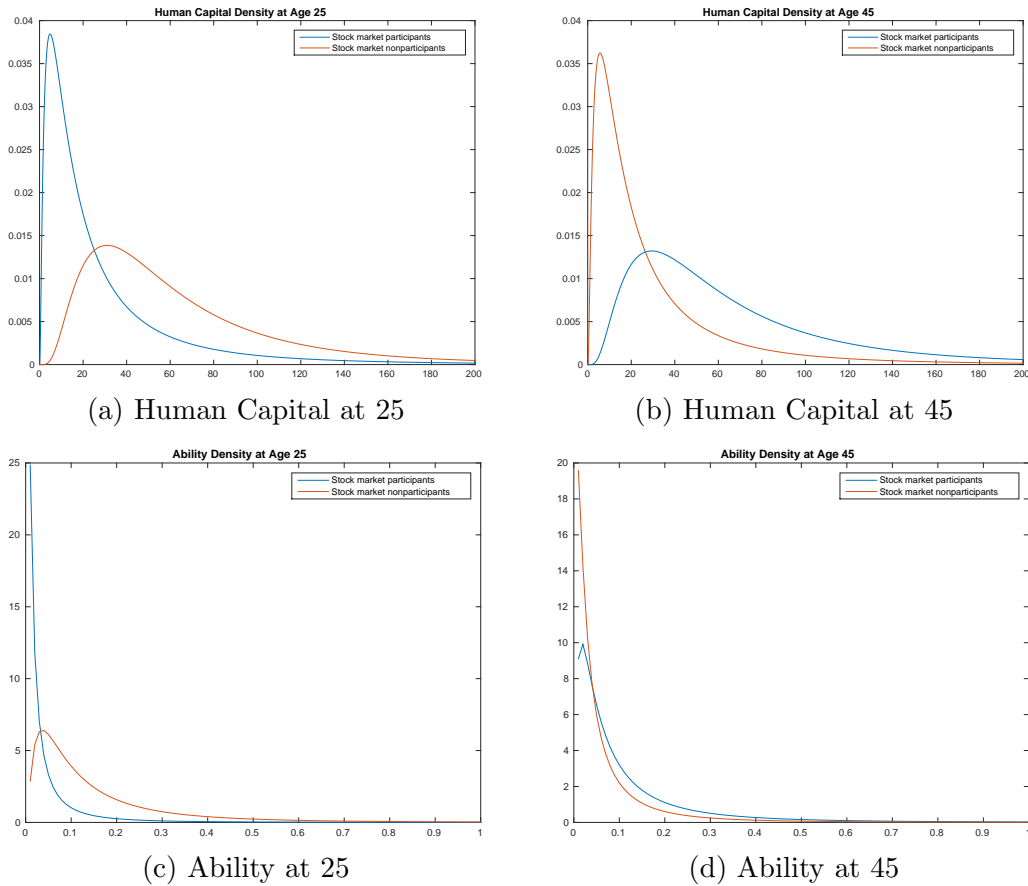 Human Capital Density at Age 25
Stock market participants
Stock market nonparticipants
0.04
0.035
0.03
0.025
0.02
0.015
0.01
0.005
0
0 20 40 60 80 100 120 140 160 180 200
(a) Human Capital at 25
Human Capital Density at Age 45
Stock market participants
Stock market nonparticipants
0.04
0.035
0.03
0.025
0.02
0.015
0.01
0.005
0
0 20 40 60 80 100 120 140 160 180 200
(b) Human Capital at 45
Ability Density at Age 25
Stock market participants
Stock market nonparticipants
25
20
15
10
5
0
0.1 0.2 0.3 0.4 0.5 0.6 0.7 0.8 0.9 1
(c) Ability at 25
Ability Density at Age 45
Stock market participants
Stock market nonparticipants
20
18
16
14
12
10
8
6
4
2
0
0 0.1 0.2 0.3 0.4 0.5 0.6 0.7 0.8 0.9 1
(d) Ability at 45